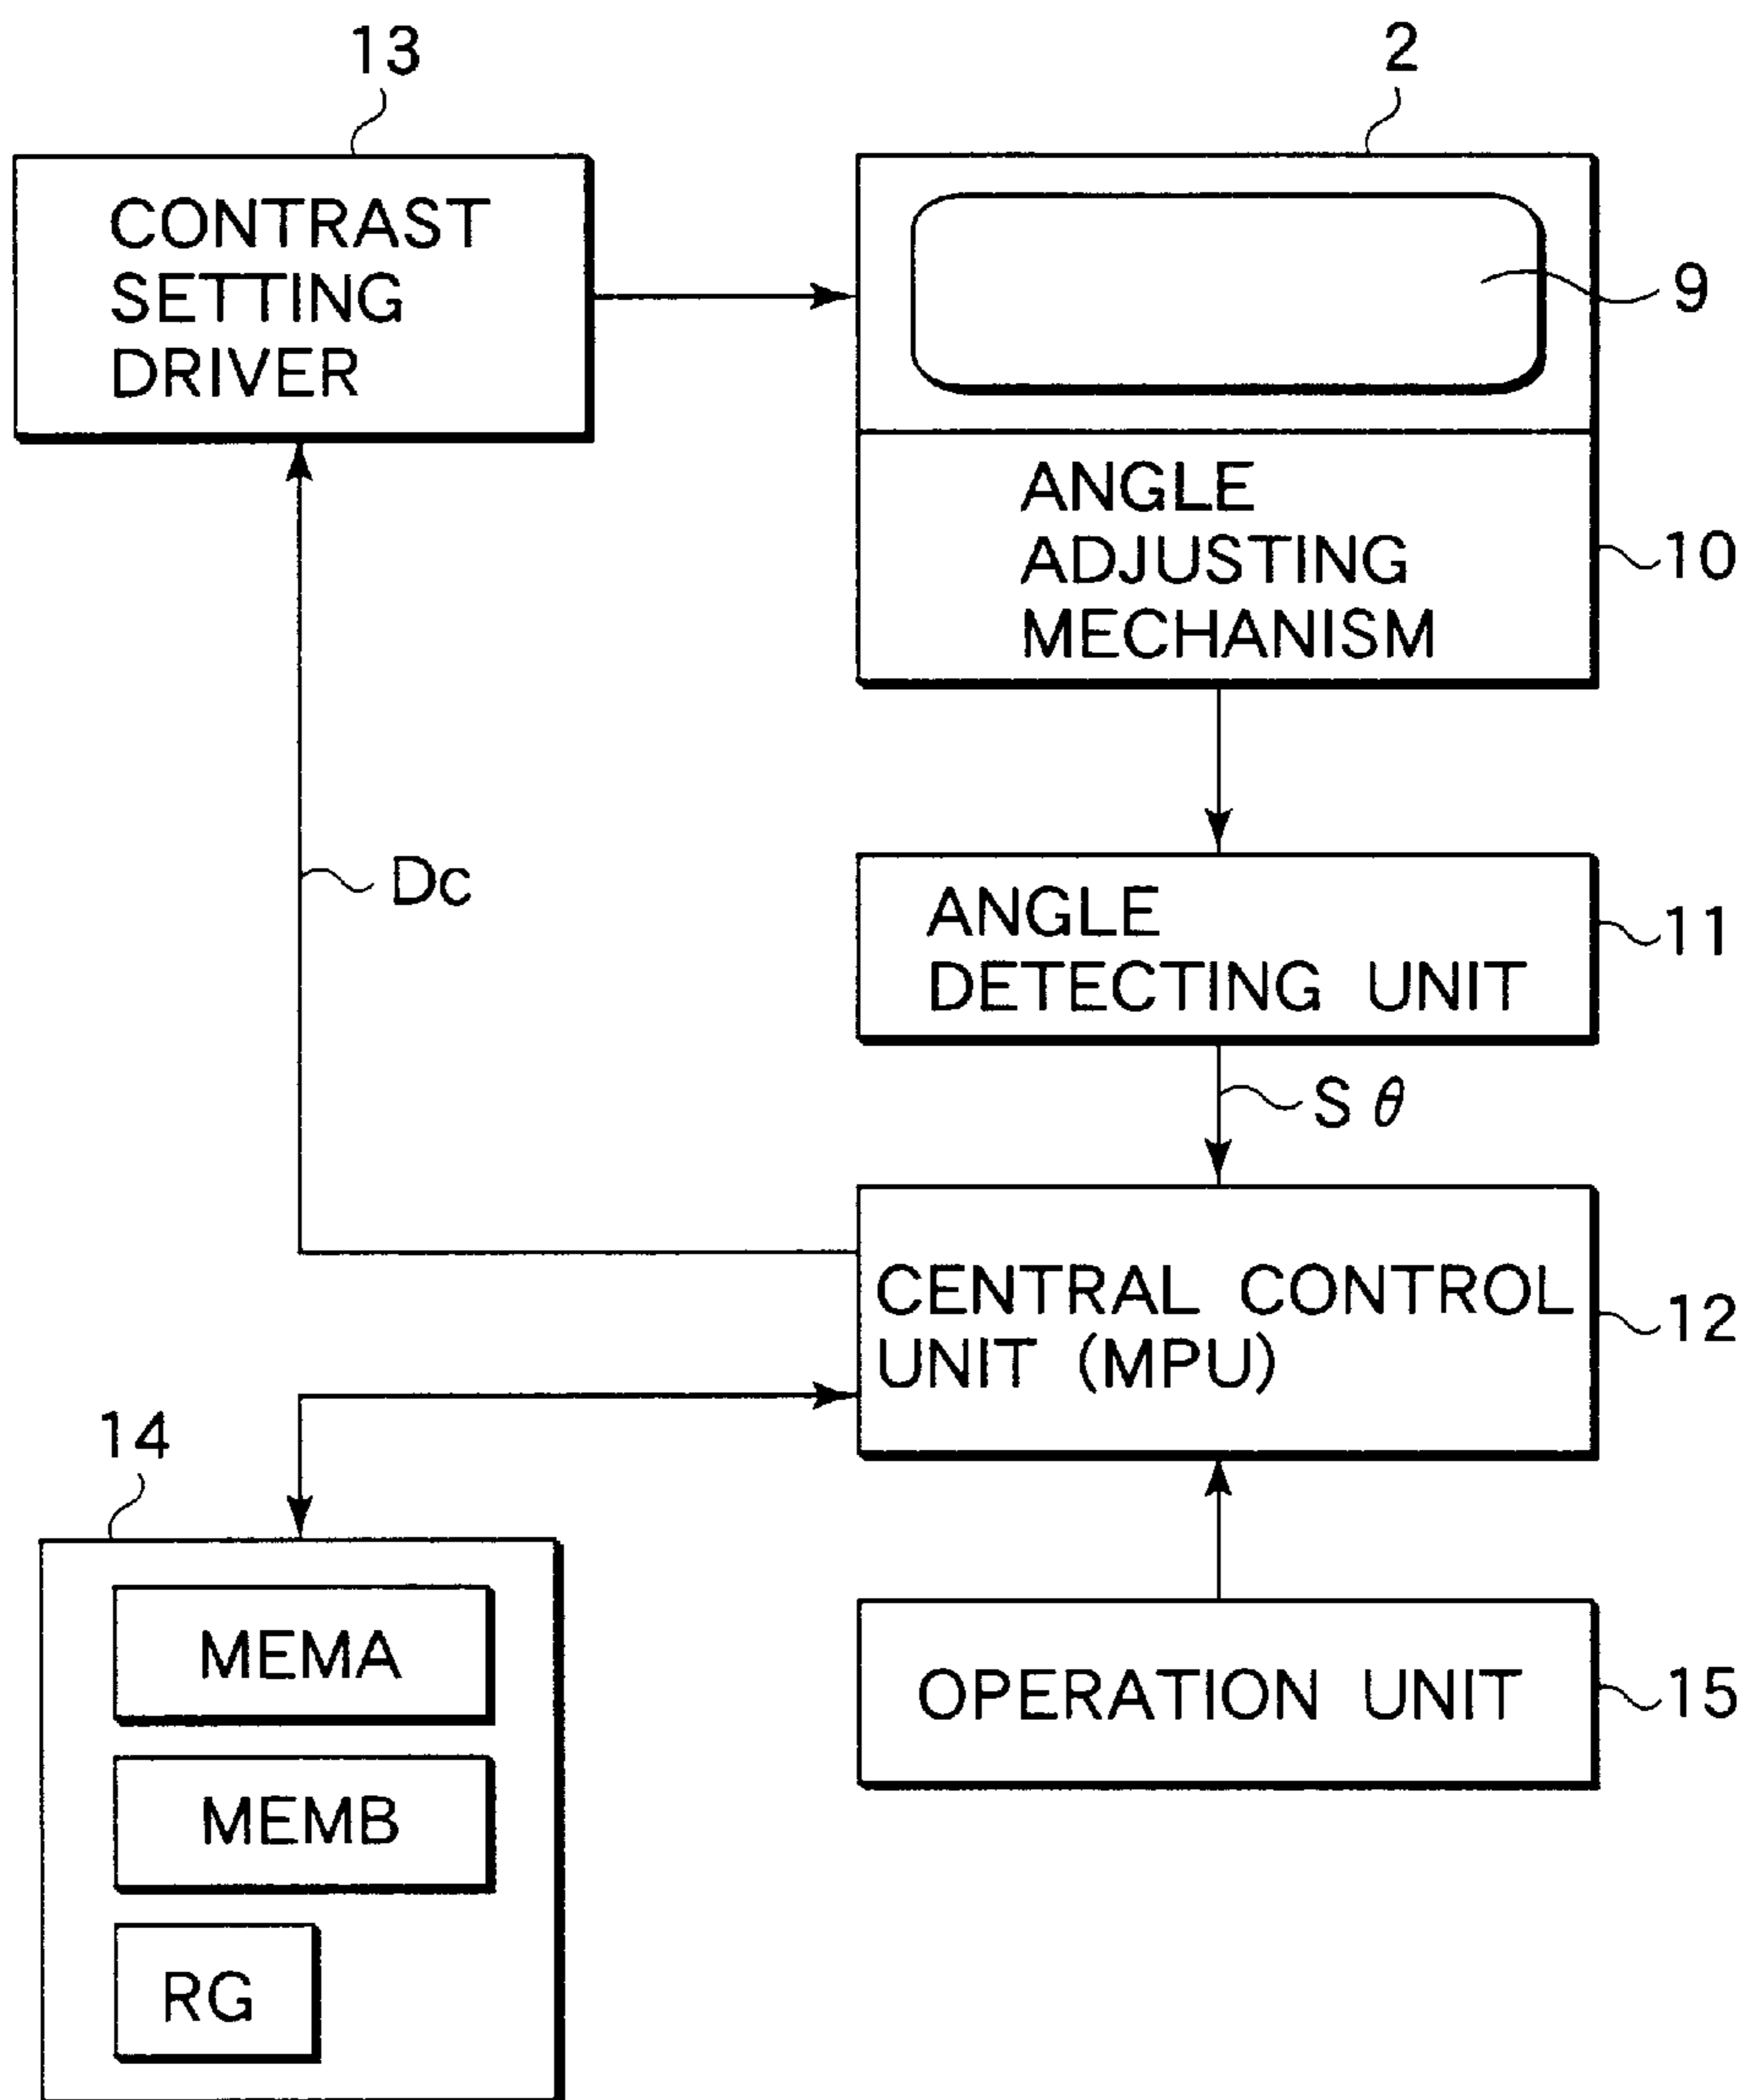 13
2
CONTRAST
SETTING
DRIVER
9
ANGLE
ADJUSTING
MECHANISM
10
Dc
ANGLE
DETECTING UNIT
11
S θ
CENTRAL CONTROL
UNIT (MPU)
12
14
MEMA
MEMB
RG
OPERATION UNIT
15